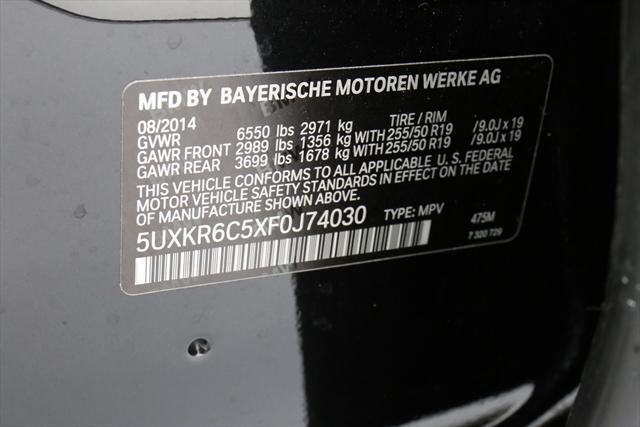 MFD BY BAYERISCHE MOTOREN WERKE AG
08/2014 TIRE / RIM
GVWR 6550 lbs 2971 kg
GAWR FRONT 2989 lbs 1356 kg WITH 255/50 R19 /9.0J x 19
GAWR REAR 3699 lbs 1678 kg WITH 255/50 R19 /9.0J x 19
THIS VEHICLE CONFORMS TO ALL APPLICABLE U. S. FEDERAL
MOTOR VEHICLE SAFETY STANDARDS IN EFFECT ON THE DATE
OF MANUFACTURE SHOWN ABOVE.
5UXKR6C5XF0J74030 TYPE: MPV 475M
7 320 729